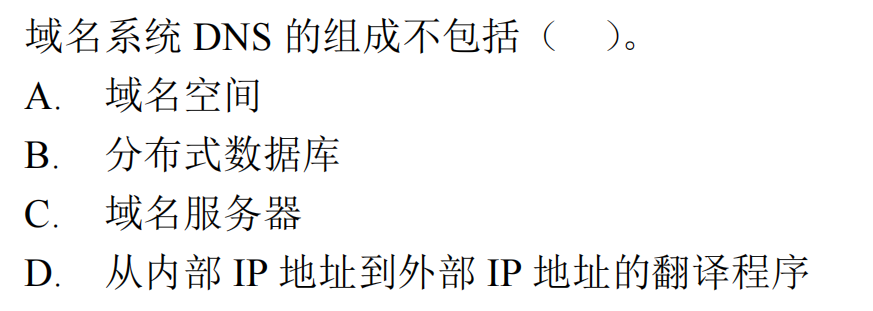 域名系统 DNS 的组成不包括（　）。
A.　域名空间
B.　分布式数据库
C.　域名服务器
D.　从内部 IP 地址到外部 IP 地址的翻译程序